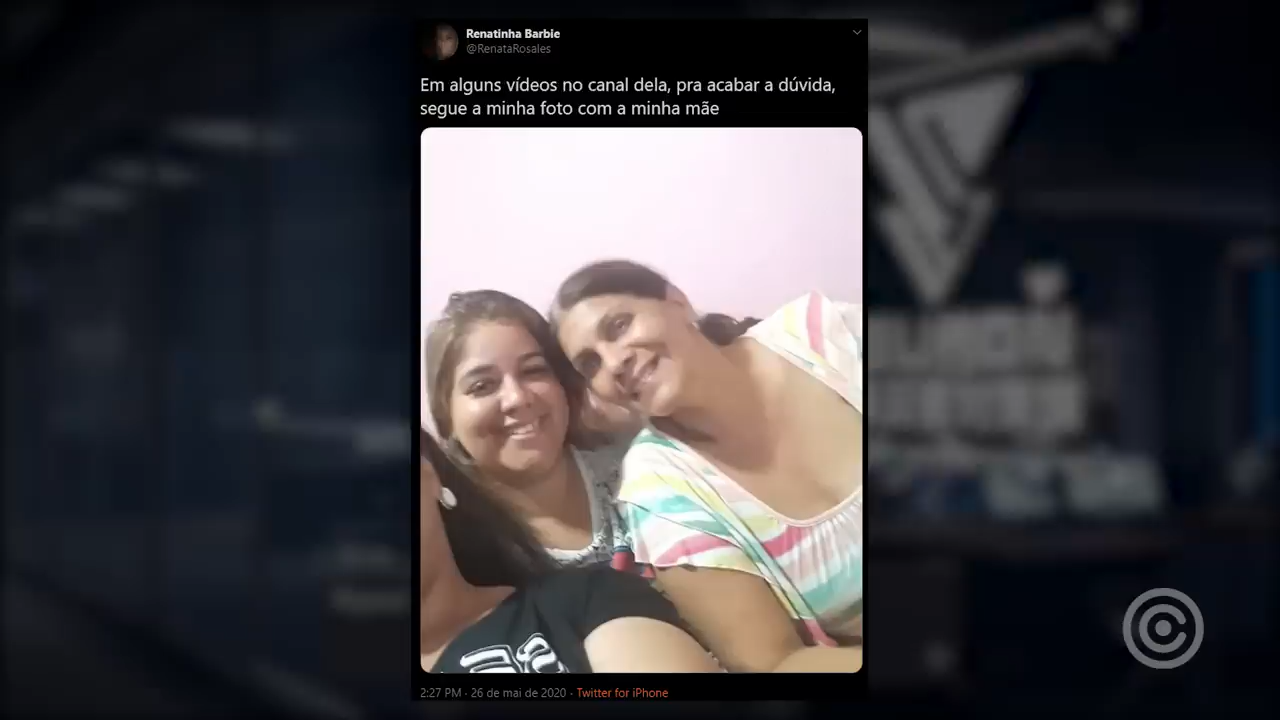 Renatinha Barbie
@RenataRosales
Em alguns vídeos no canal dela, pra acabar a dúvida,
segue a minha foto com a minha mãe
2:27 PM · 26 de mai de 2020 · Twitter for iPhone